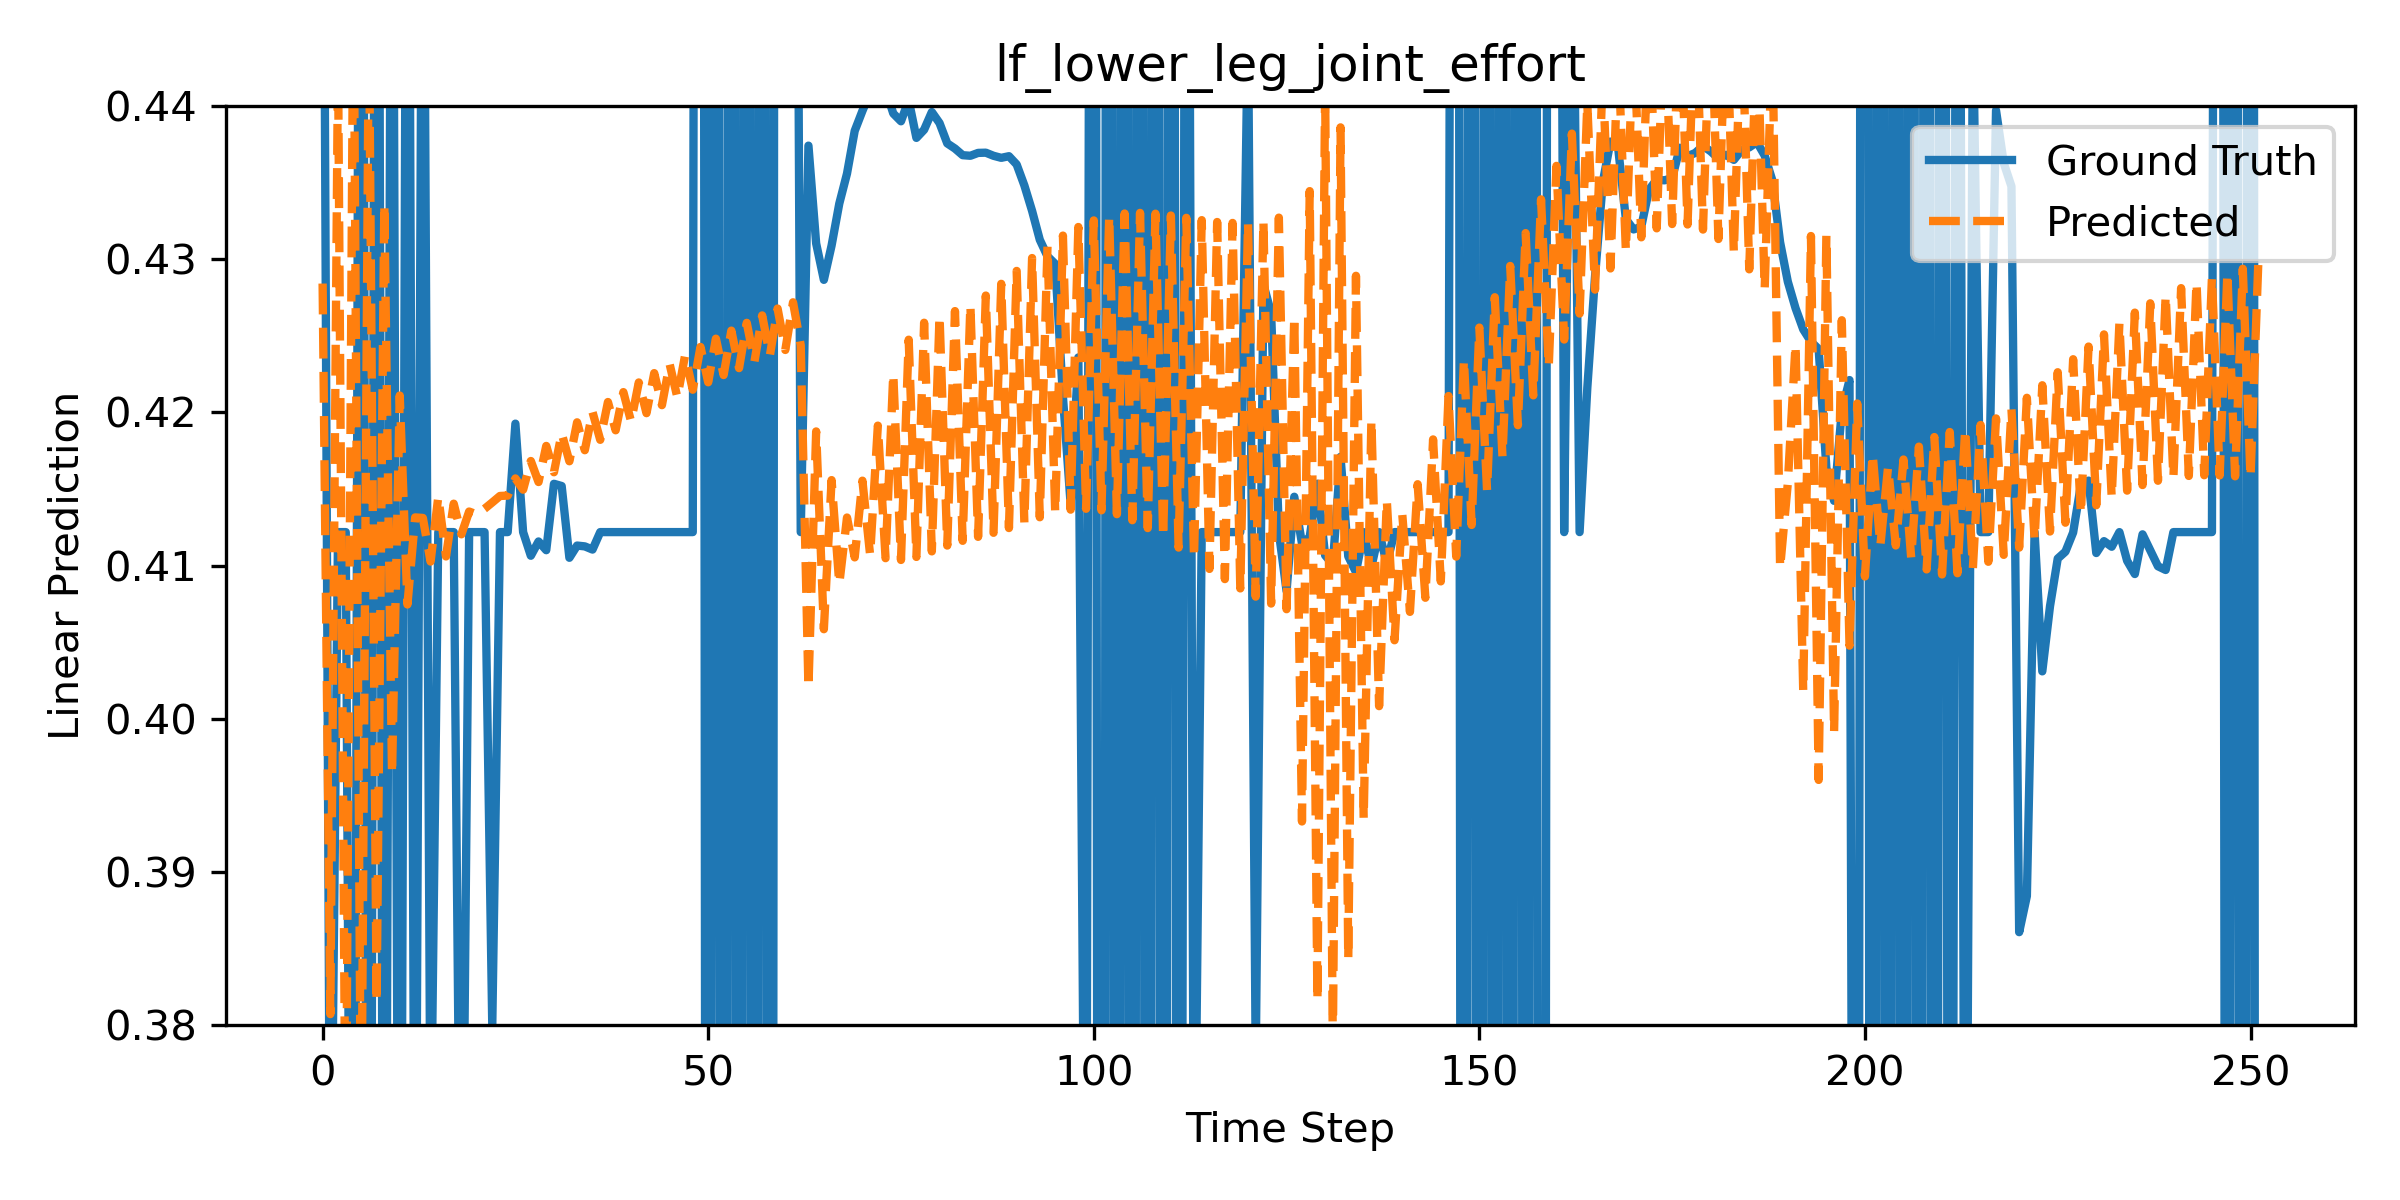 lf_lower_leg_joint_effort
0.44
0.43
0.42
0.41
0.40
0.39
0.38
Linear Prediction
Ground Truth
Predicted
0 50 100 150 200 250
Time Step